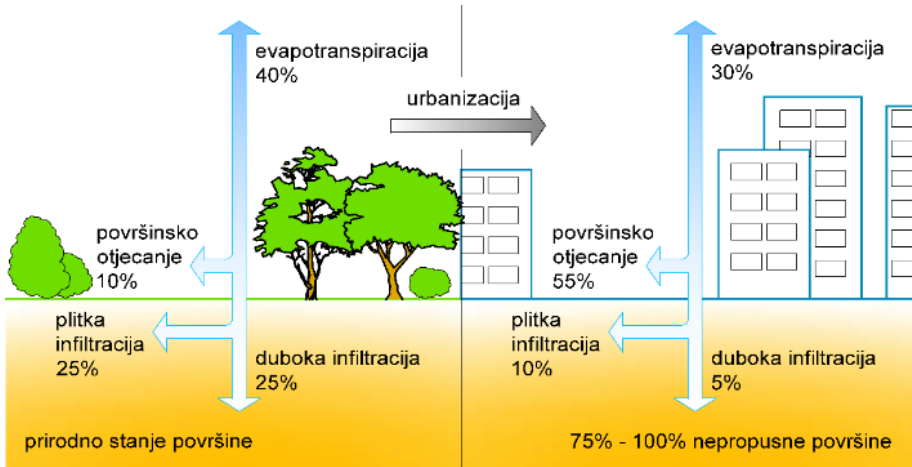 evapotranspiracija
40%
urbanizacija
evapotranspiracija
30%
površinsko
otjecanje
10%
površinsko
otjecanje
55%
plitka
infiltracija
25%
duboka infiltracija
25%
plitka
infiltracija
10%
duboka infiltracija
5%
prirodno stanje površine
75% - 100% nepropusne površine